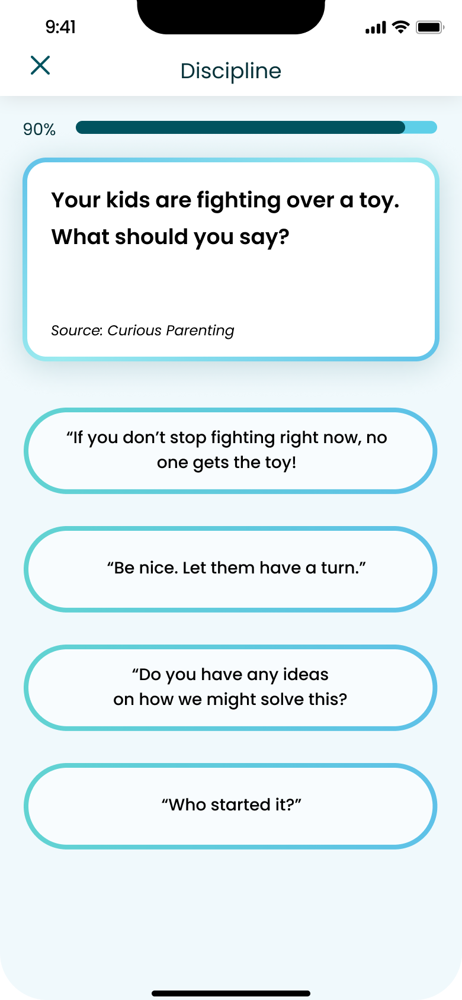 9:41
Discipline
90%
Your kids are fighting over a toy.
What should you say?
Source: Curious Parenting
“If you don’t stop fighting right now, no
one gets the toy!
“Be nice. Let them have a turn.”
“Do you have any ideas
on how we might solve this?
“Who started it?”